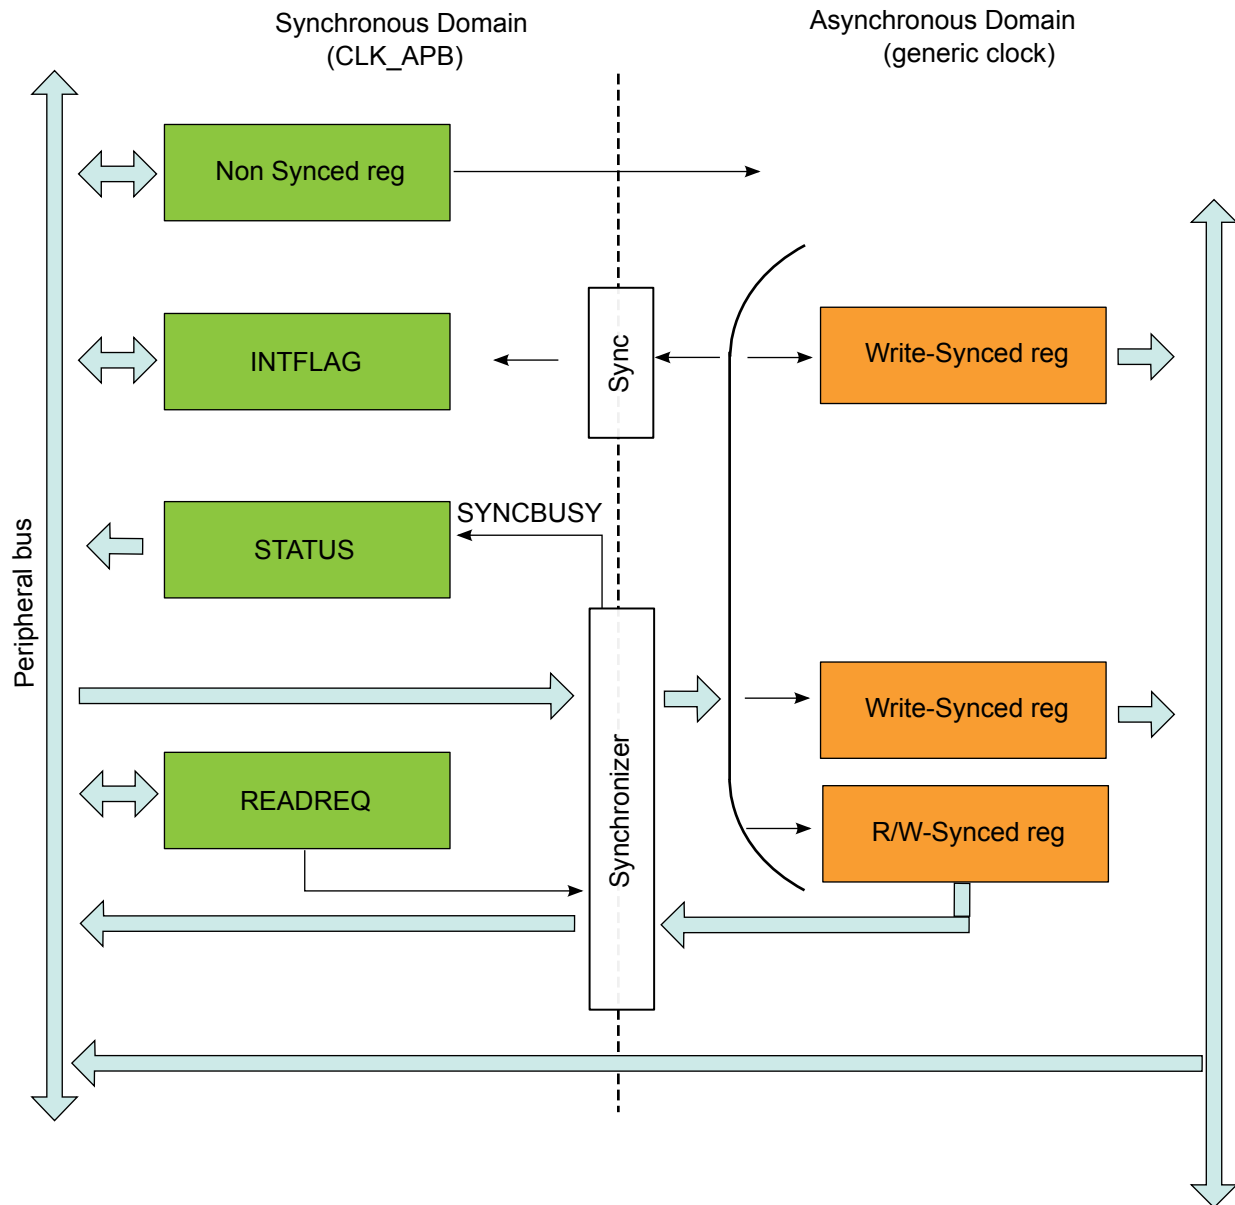 Synchronous Domain
(CLK_APB)
Asynchronous Domain
(generic clock)
Non Synced reg
INTFLAG
Sync
Write-Synced reg
SYNCBUSY
STATUS
Peripheral bus
Write-Synced reg
READREQ
Synchronizer
R/W-Synced reg